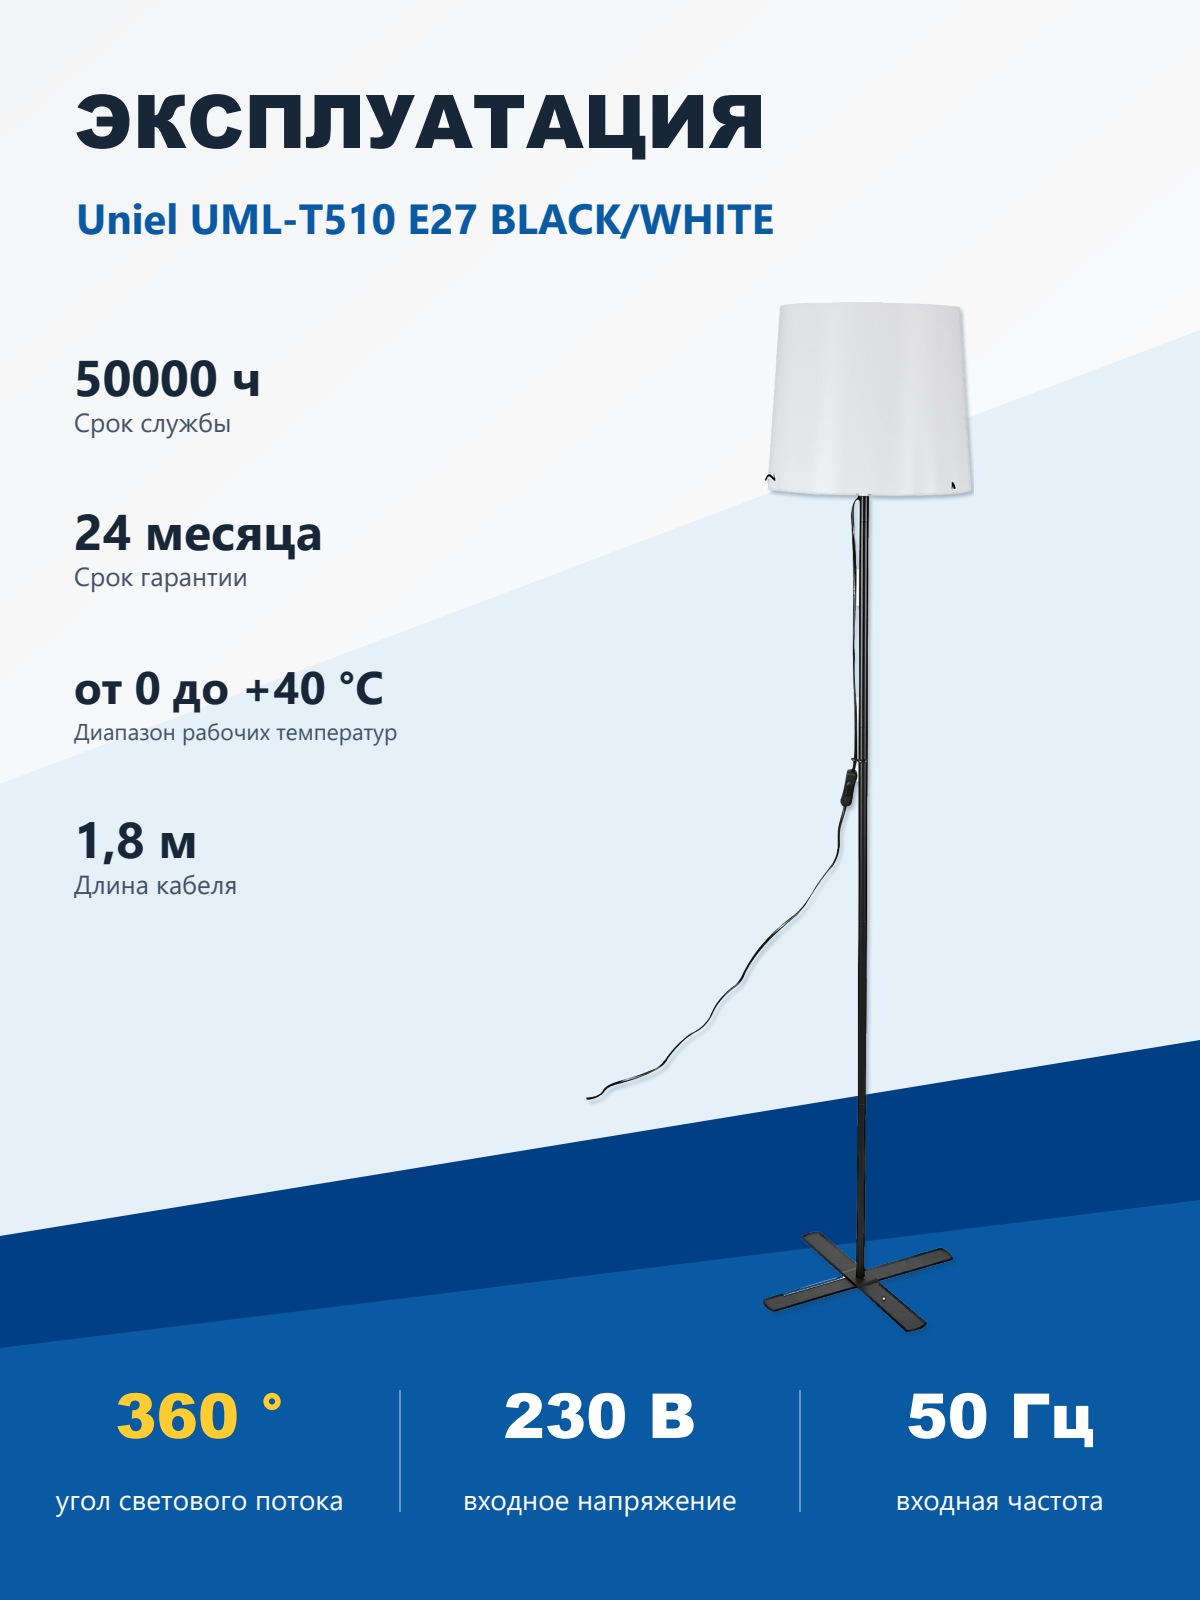 ЭКСПЛУАТАЦИЯ
Uniel UML-T510 E27 BLACK/WHITE
50000 ч
Срок службы
24 месяца
Срок гарантии
от 0 до +40 °C
Диапазон рабочих температур
1,8 м
Длина кабеля
360 °
угол светового потока
230 В
входное напряжение
50 Гц
входная частота